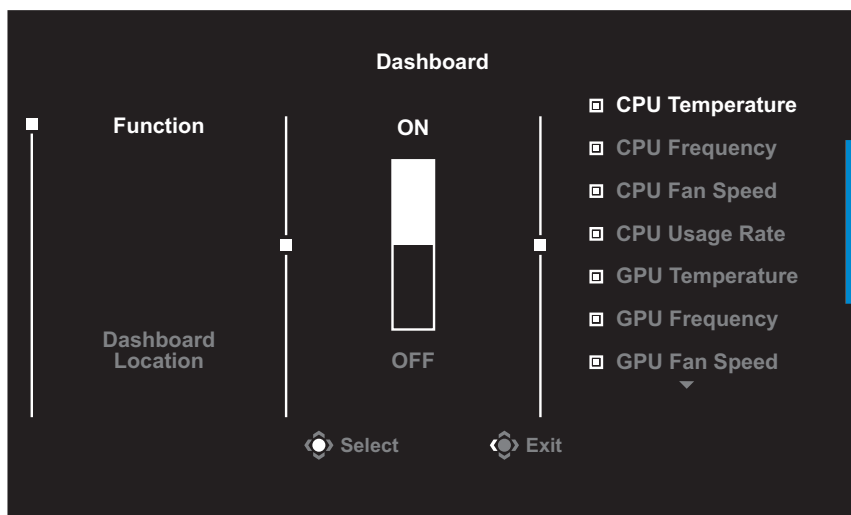 Dashboard
Function
Dashboard
Location
ON
OFF
CPU Temperature
CPU Frequency
CPU Fan Speed
CPU Usage Rate
GPU Temperature
GPU Frequency
GPU Fan Speed
Select
Exit